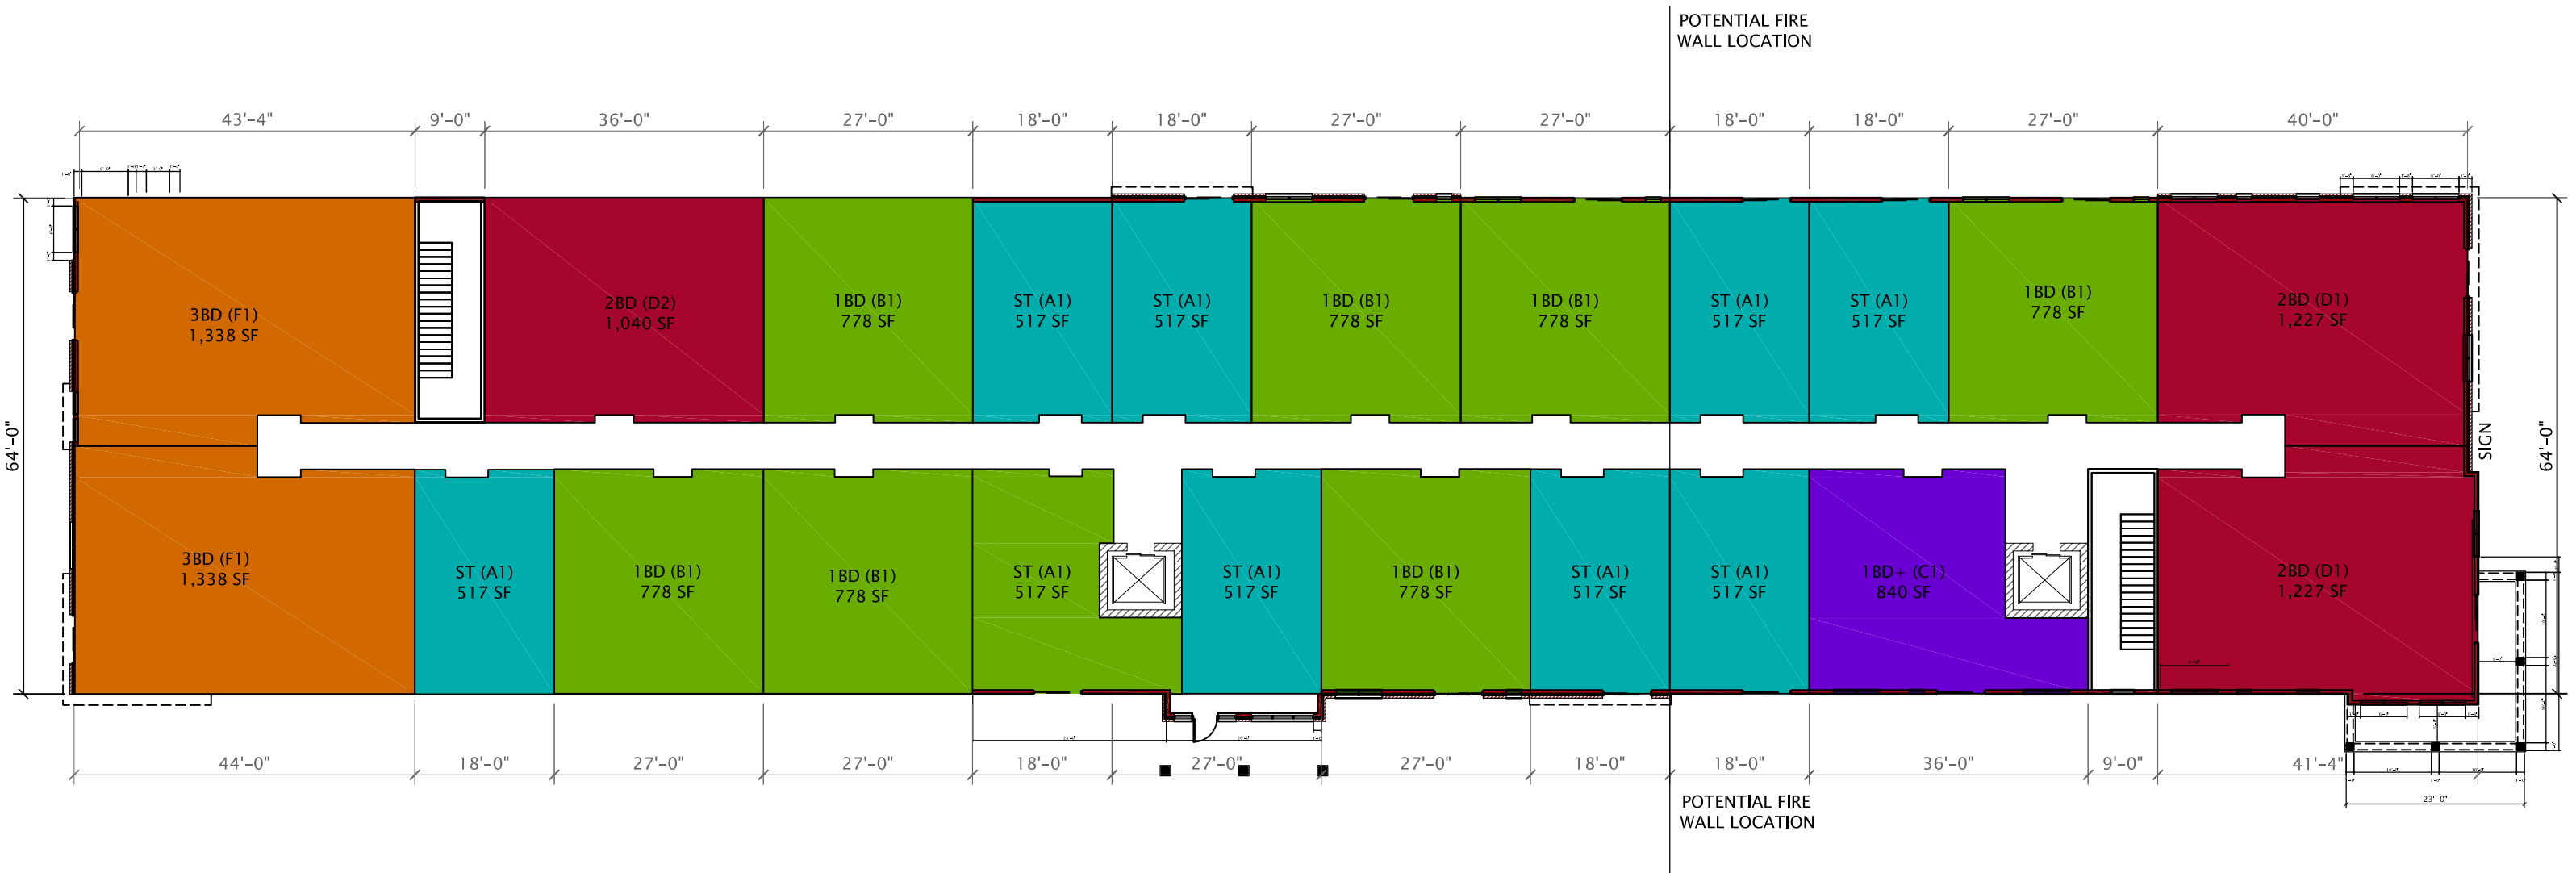 POTENTIAL FIRE
WALL LOCATION
43'-4"
9'-0"
36'-0"
27'-0"
18'-0"
18'-0"
27'-0"
27'-0"
18'-0"
18'-0"
27'-0"
40'-0"
3BD (F1)
1,338 SF
2BD (D2)
1,040 SF
1BD (B1)
778 SF
ST (A1)
517 SF
ST (A1)
517 SF
1BD (B1)
778 SF
1BD (B1)
778 SF
ST (A1)
517 SF
ST (A1)
517 SF
1BD (B1)
778 SF
2BD (D1)
1,227 SF
64'-0"
SIGN
64'-0"
3BD (F1)
1,338 SF
ST (A1)
517 SF
1BD (B1)
778 SF
1BD (B1)
778 SF
ST (A1)
517 SF
ST (A1)
517 SF
1BD (B1)
778 SF
ST (A1)
517 SF
ST (A1)
517 SF
1BD+ (C1)
840 SF
2BD (D1)
1,227 SF
44'-0"
18'-0"
27'-0"
27'-0"
18'-0"
27'-0"
27'-0"
18'-0"
18'-0"
36'-0"
9'-0"
41'-4"
23'-0"
POTENTIAL FIRE
WALL LOCATION